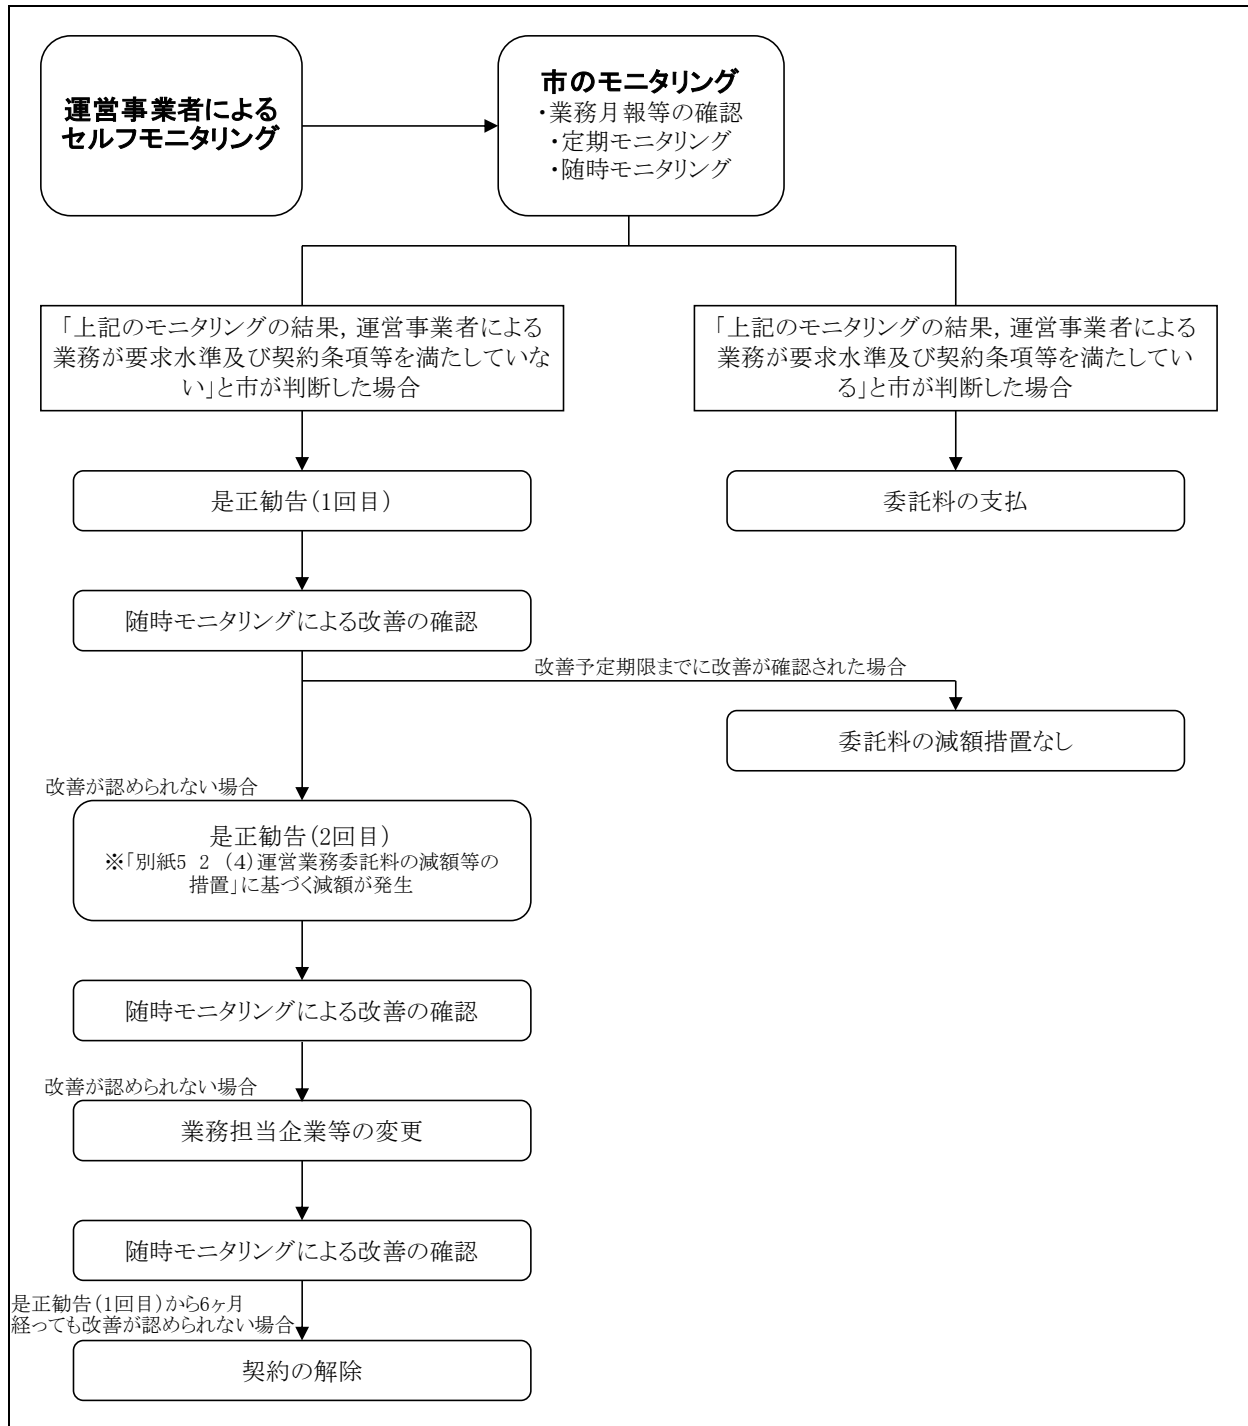 運営事業者による
セルフモニタリング
市のモニタリング
・業務月報等の確認
・定期モニタリング
・随時モニタリング
「上記のモニタリングの結果，運営事業者による
業務が要求水準及び契約条項等を満たしていな
い」と市が判断した場合
「上記のモニタリングの結果，運営事業者による
業務が要求水準及び契約条項等を満たしてい
る」と市が判断した場合
是正勧告（1回目）
委託料の支払
随時モニタリングによる改善の確認
改善予定期限までに改善が確認された場合
委託料の減額措置なし
改善が認められない場合
是正勧告（2回目）
※「別紙5 2 （4）運営業務委託料の減額等の
措置」に基づく減額が発生
随時モニタリングによる改善の確認
改善が認められない場合
業務担当企業等の変更
随時モニタリングによる改善の確認
是正勧告（1回目）から6ヶ月
経っても改善が認められない場合
契約の解除